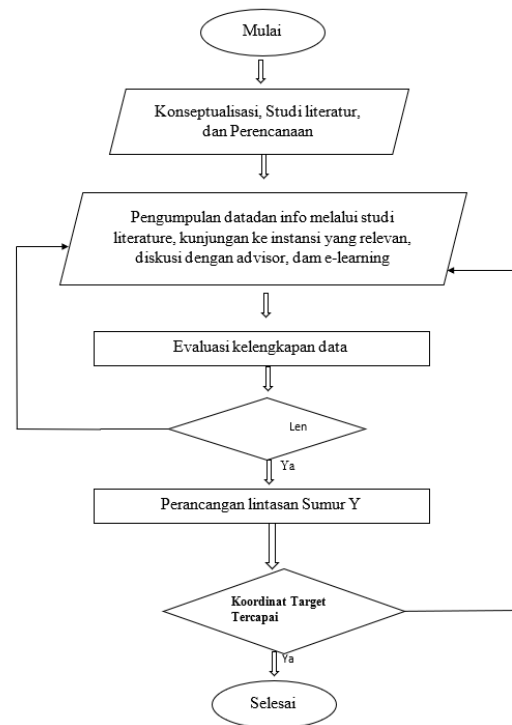 Mulai
Konseptualisasi, Studi literatur,
dan Perencanaan
Pengumpulan datadan info melalui studi
literature, kunjungan ke instansi yang relevan,
diskusi dengan advisor, dam e-learning
Evaluasi kelengkapan data
Len
Ya
Perancangan lintasan Sumur Y
Koordinat Target
Tercapai
Ya
Selesai